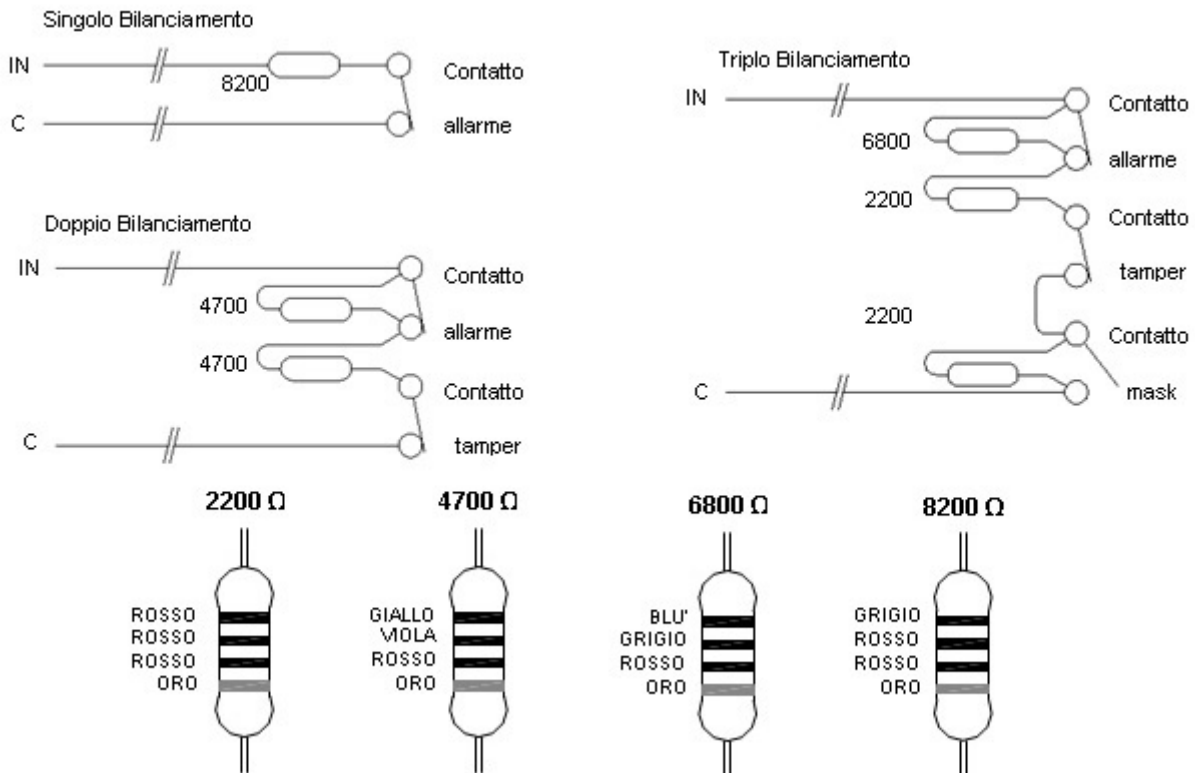 Singolo Bilanciamento
IN
8200
Contatto
C
allarme
Doppio Bilanciamento
IN
Contatto
4700
allarme
4700
Contatto
C
tamper
Triplo Bilanciamento
IN
Contatto
6800
allarme
2200
Contatto
tamper
2200
Contatto
C
mask
2200 Ω
ROSSO
ROSSO
ROSSO
ORO
4700 Ω
GIALLO
VIOLA
ROSSO
ORO
6800 Ω
BLU'
GRIGIO
ROSSO
ORO
8200 Ω
GRIGIO
ROSSO
ROSSO
ORO